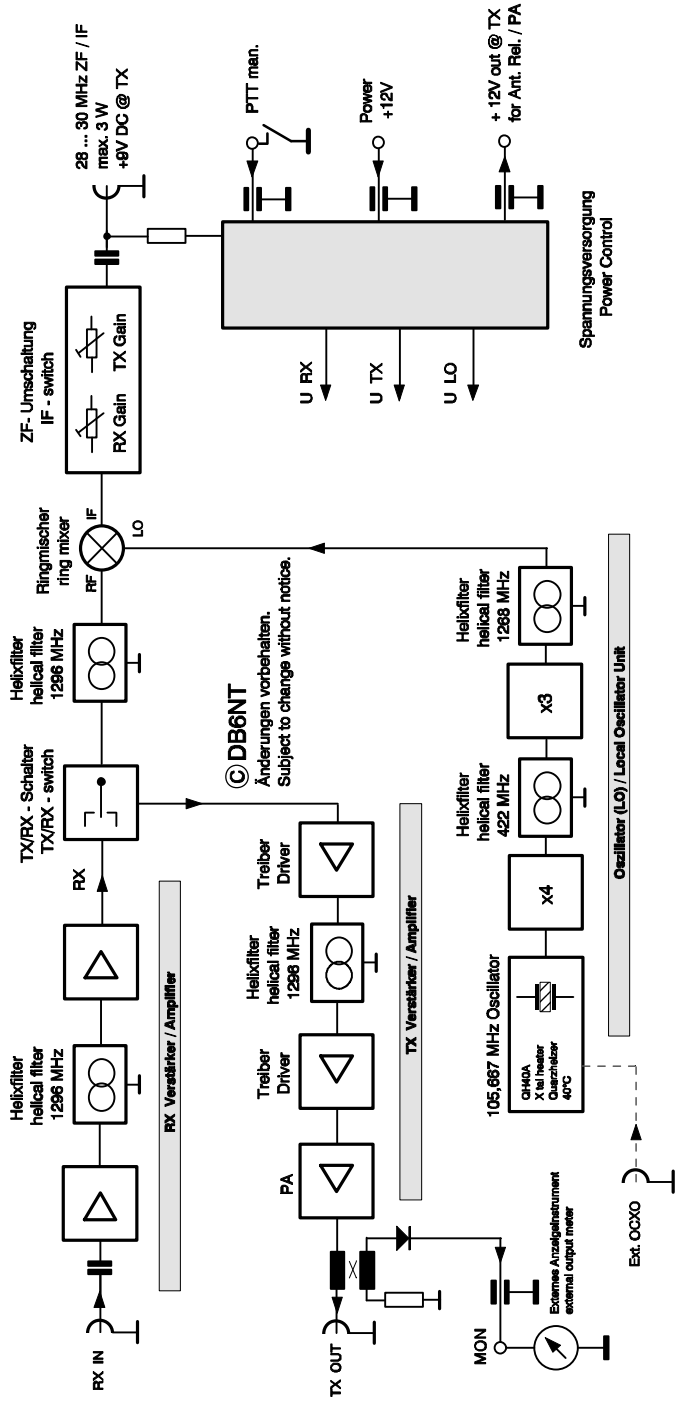 RX IN
Helixfilter
helical filter
1296 MHz
RX Verstärker / Amplifier
RX
TX/RX - Schalter
TX/RX - switch
Helixfilter
helical filter
1296 MHz
Ringmischer
ring mixer
RF
IF
LO
ZF- Umschaltung
IF - switch
RX Gain
TX Gain
28 ... 30 MHz ZF / IF
max. 3 W
+9V DC @ TX
TX OUT
PA
Treiber
Driver
Helixfilter
helical filter
1296 MHz
Treiber
Driver
TX Verstärker / Amplifier
© DB6NT
Änderungen vorbehalten.
Subject to change without notice.
U RX
U TX
U LO
PTT man.
Power
+12V
+ 12V out @ TX
for Ant. Rel. / PA
Spannungsversorgung
Power Control
MON
Externes Anzeigeinstrument
external output meter
Ext. OCXO
105,667 MHz Oscillator
QH40A
X tal heater
Quarzheizer
40°C
x4
Helixfilter
helical filter
422 MHz
x3
Helixfilter
helical filter
1268 MHz
Oszillator (LO) / Local Oscillator Unit